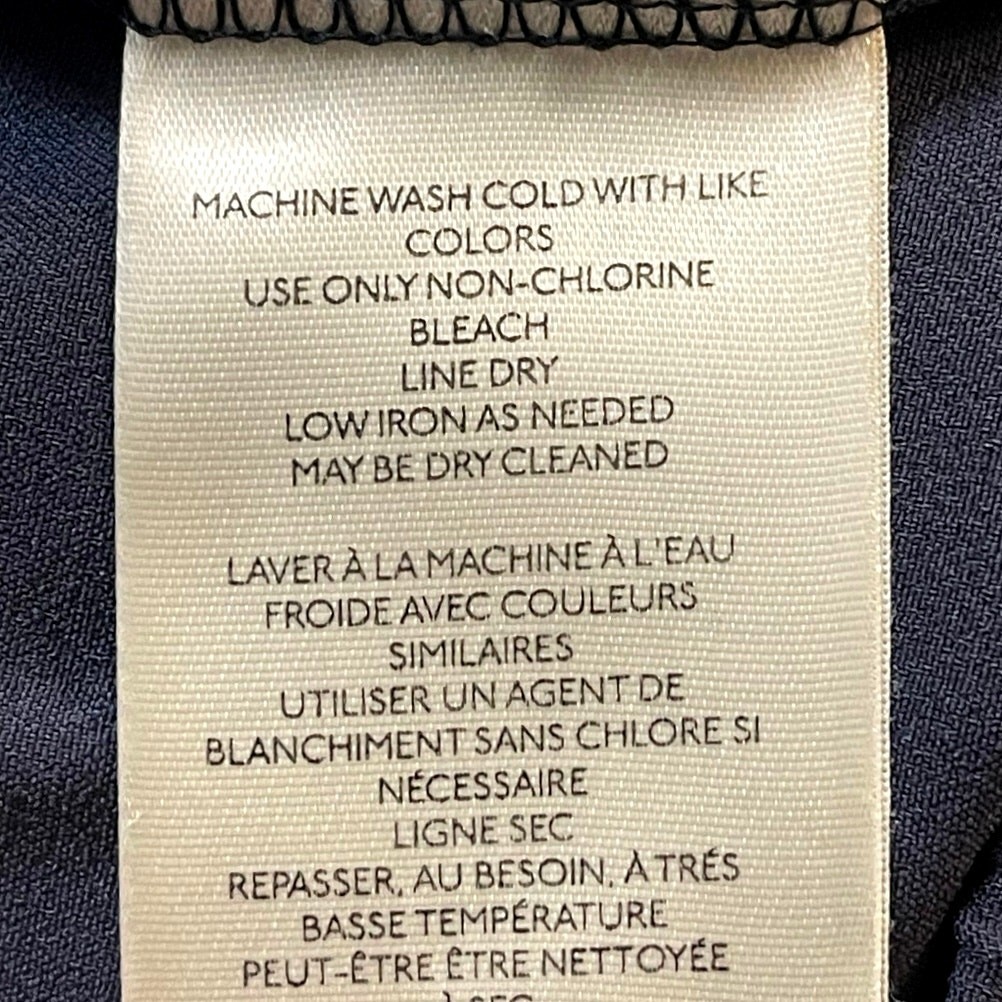 MACHINE WASH COLD WITH LIKE
COLORS
USE ONLY NON-CHLORINE
BLEACH
LINE DRY
LOW IRON AS NEEDED
MAY BE DRY CLEANED
LAVER À LA MACHINE À L'EAU
FROIDE AVEC COULEURS
SIMILAIRES
UTILISER UN AGENT DE
BLANCHIMENT SANS CHLORE SI
NÉCESSAIRE
LIGNE SEC
REPASSER, AU BESOIN, À TRÉS
BASSE TEMPÉRATURE
PEUT-ÊTRE ÊTRE NETTOYÉE
À SEC